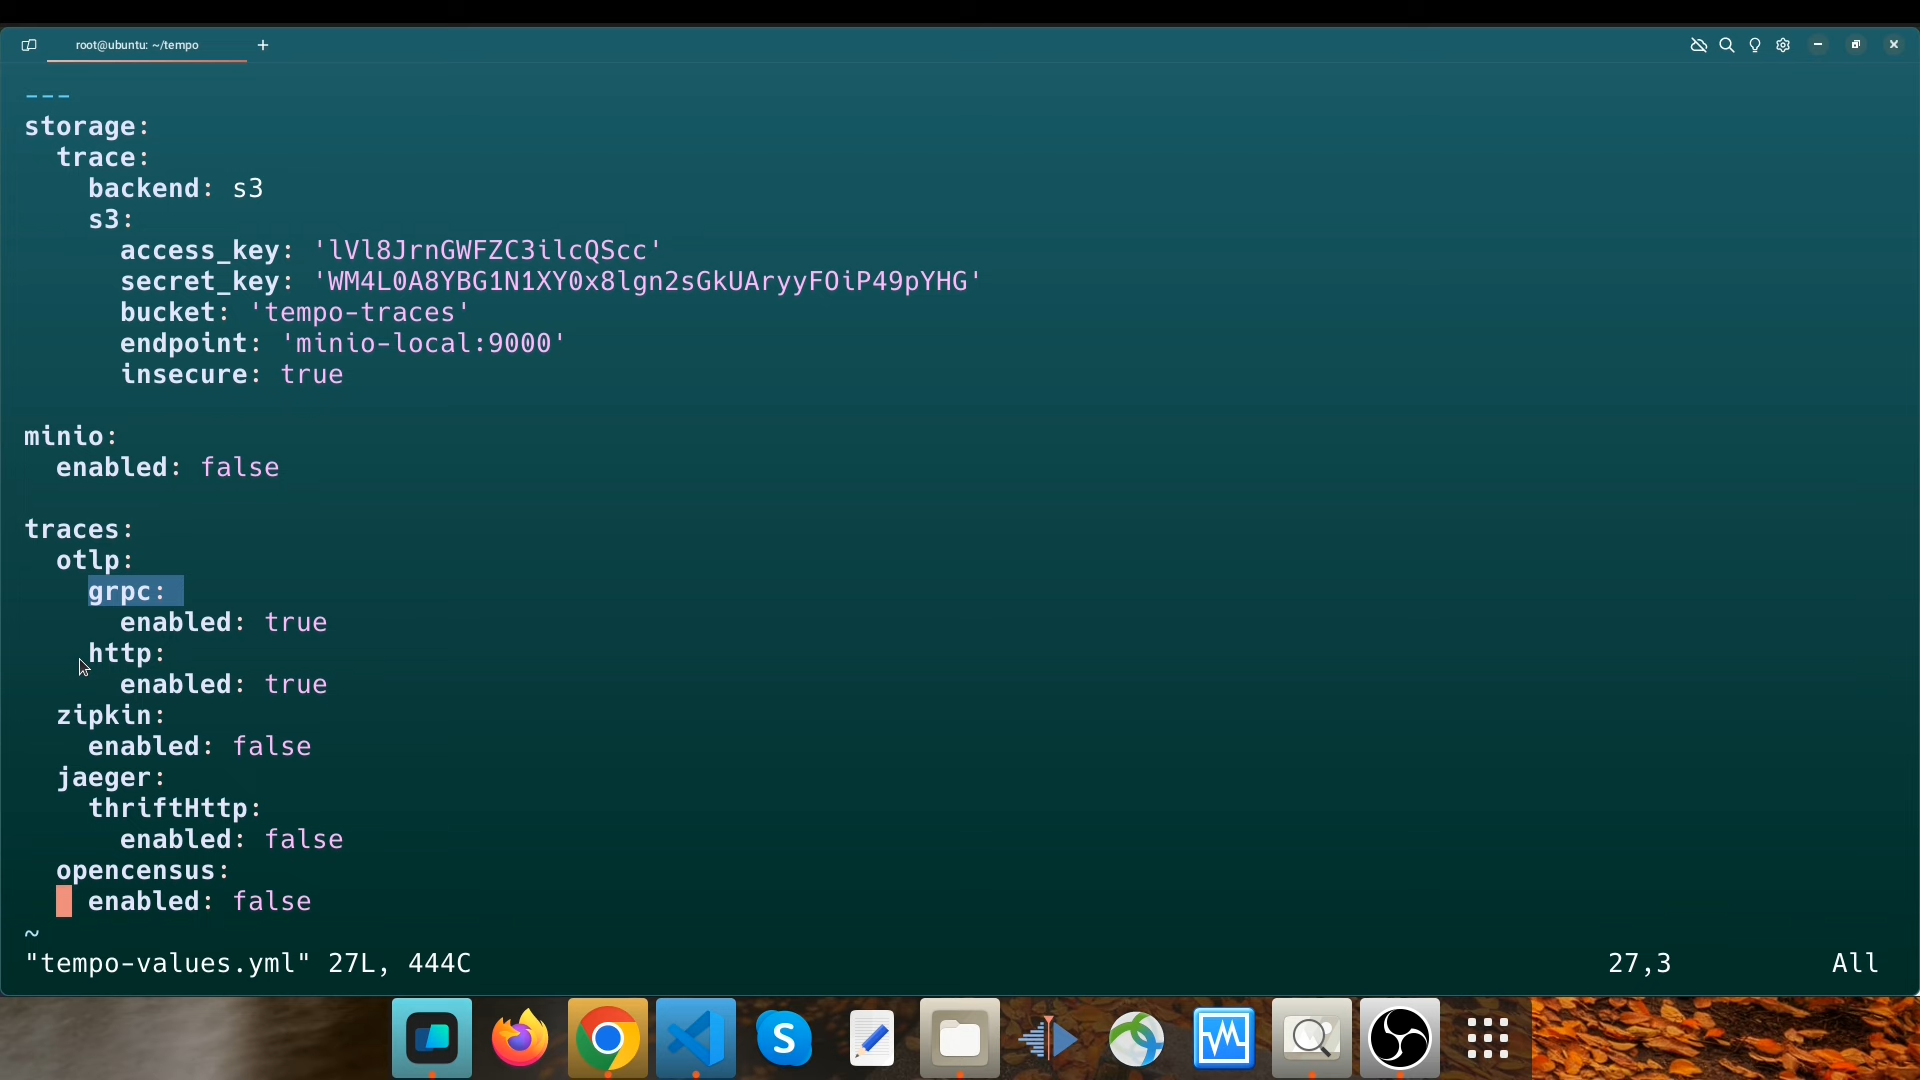 root@ubuntu: ~/tempo
---
storage:
  trace:
    backend: s3
    s3:
      access_key: 'lVl8JrnGWFZC3ilcQScc'
      secret_key: 'WM4L0A8YBG1N1XY0x8lgn2sGkUAryyFOiP49pYHG'
      bucket: 'tempo-traces'
      endpoint: 'minio-local:9000'
      insecure: true
minio:
  enabled: false
traces:
  otlp:
    grpc:
      enabled: true
    http:
      enabled: true
  zipkin:
    enabled: false
  jaeger:
    thriftHttp:
      enabled: false
  opencensus:
    enabled: false
~
"tempo-values.yml" 27L, 444C 27,3 All